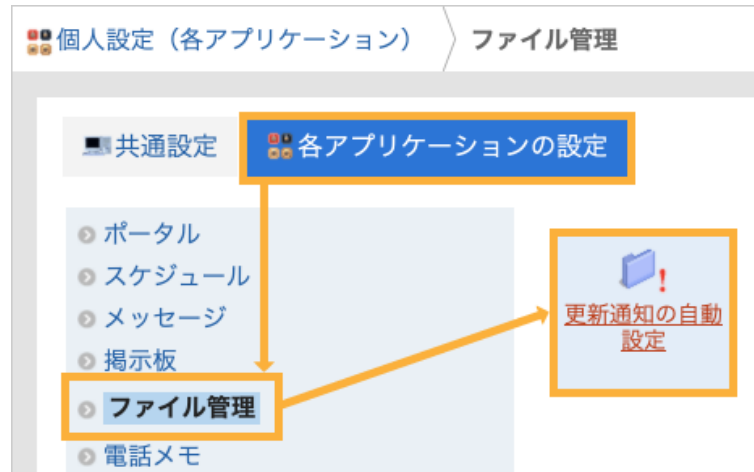 個人設定（各アプリケーション）
ファイル管理
共通設定
各アプリケーションの設定
ポータル
スケジュール
メッセージ
掲示板
ファイル管理
電話メモ
更新通知の自動
設定